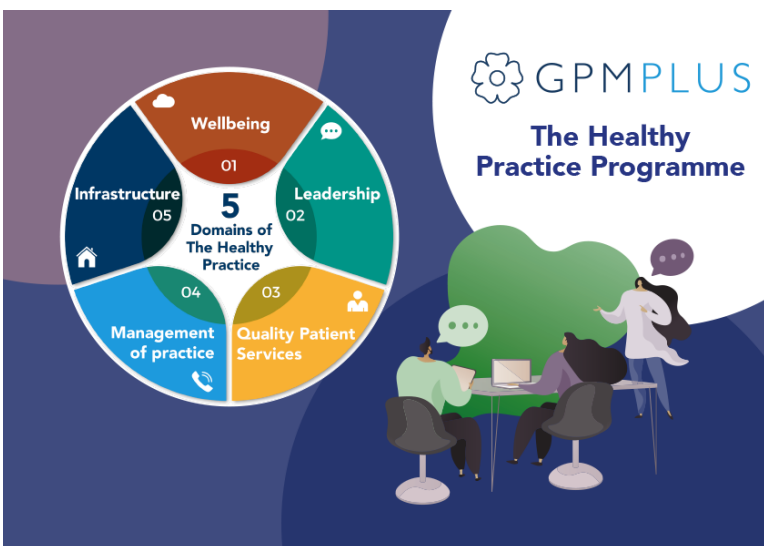 GPMPLUS
The Healthy
Practice Programme
5
Domains of
The Healthy
Practice
Wellbeing
01
Leadership
02
Quality Patient
Services
03
Management
of practice
04
Infrastructure
05